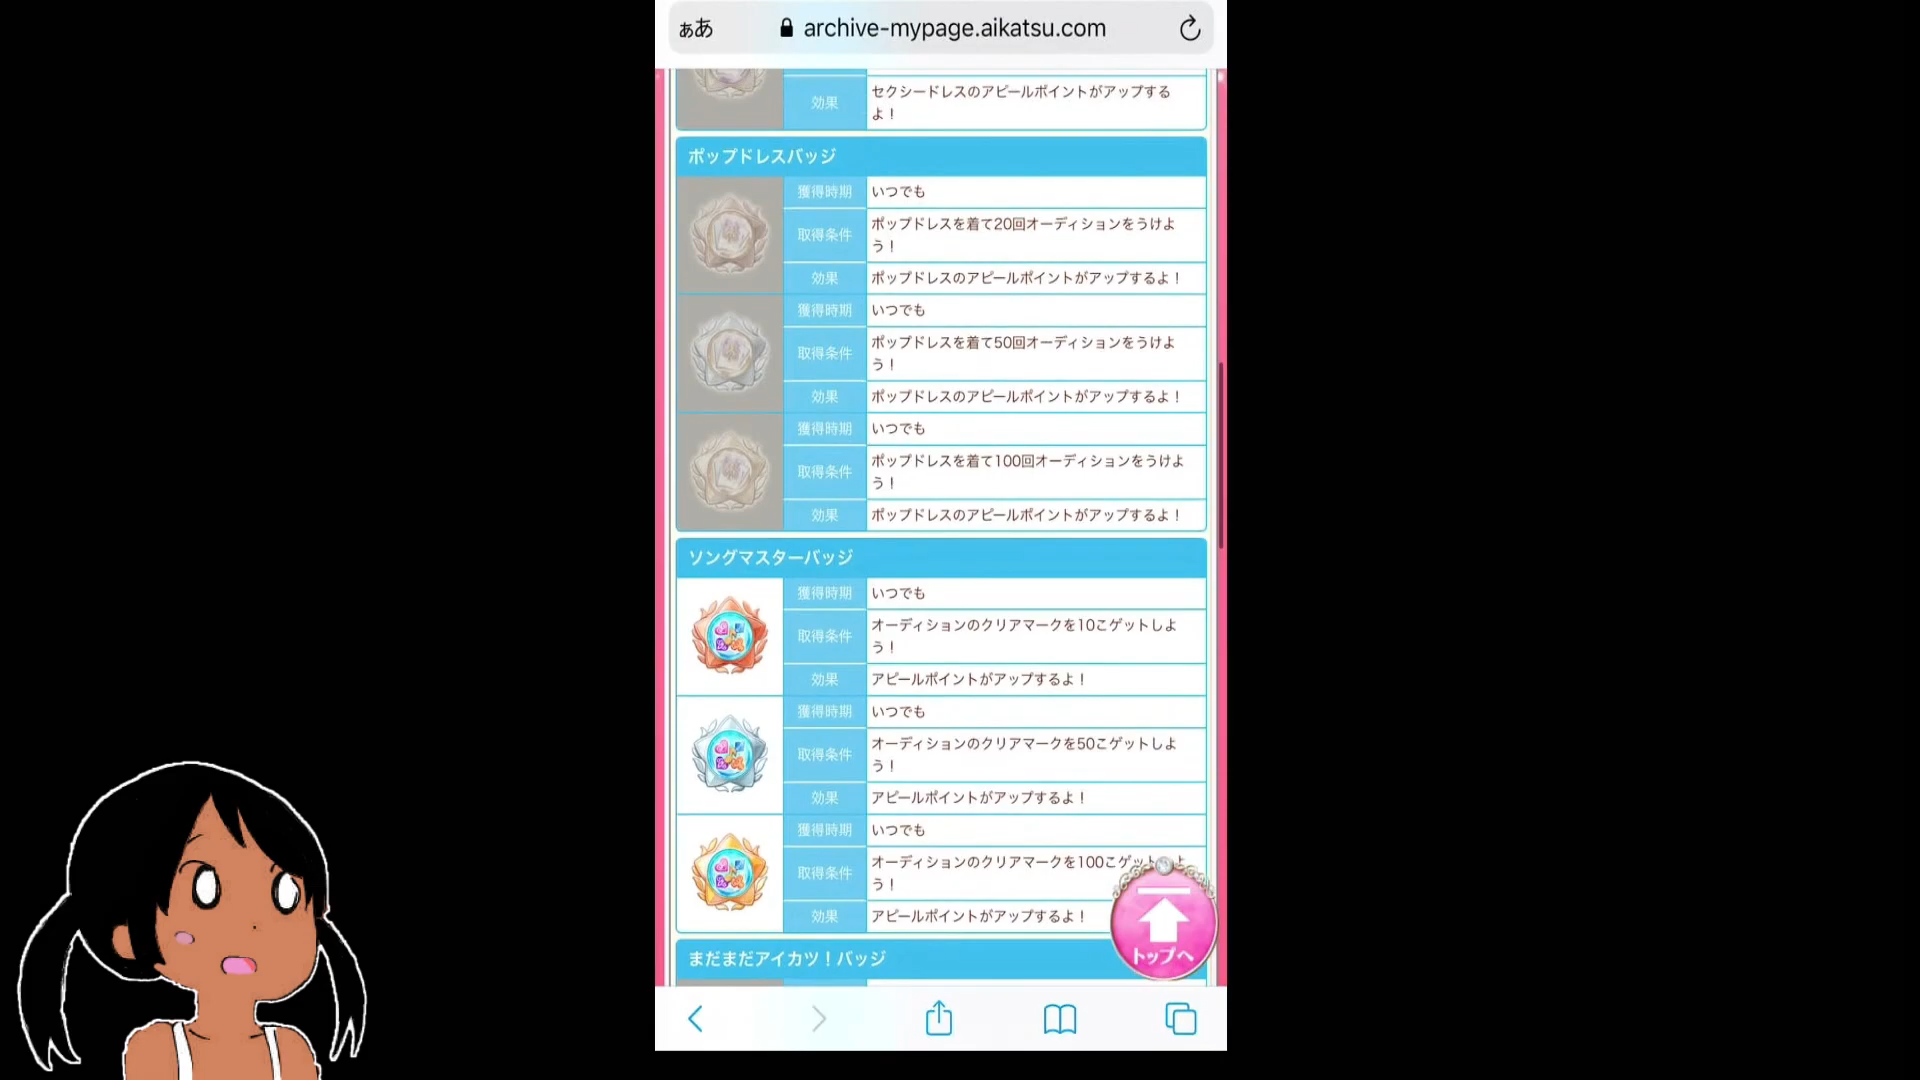 ぁあ archive-mypage.aikatsu.com
効果 セクシードレスのアピールポイントがアップする
よ！
ポップドレスバッジ
獲得時期 いつでも
取得条件 ポップドレスを着て20回オーディションをうけよ
う！
効果 ポップドレスのアピールポイントがアップするよ！
獲得時期 いつでも
取得条件 ポップドレスを着て50回オーディションをうけよ
う！
効果 ポップドレスのアピールポイントがアップするよ！
獲得時期 いつでも
取得条件 ポップドレスを着て100回オーディションをうけよ
う！
効果 ポップドレスのアピールポイントがアップするよ！
ソングマスターバッジ
獲得時期 いつでも
取得条件 オーディションのクリアマークを10こゲットしよ
う！
効果 アピールポイントがアップするよ！
獲得時期 いつでも
取得条件 オーディションのクリアマークを50こゲットしよ
う！
効果 アピールポイントがアップするよ！
獲得時期 いつでも
取得条件 オーディションのクリアマークを100こゲットしよ
う！
効果 アピールポイントがアップするよ！
トップへ
まだまだアイカツ！バッジ